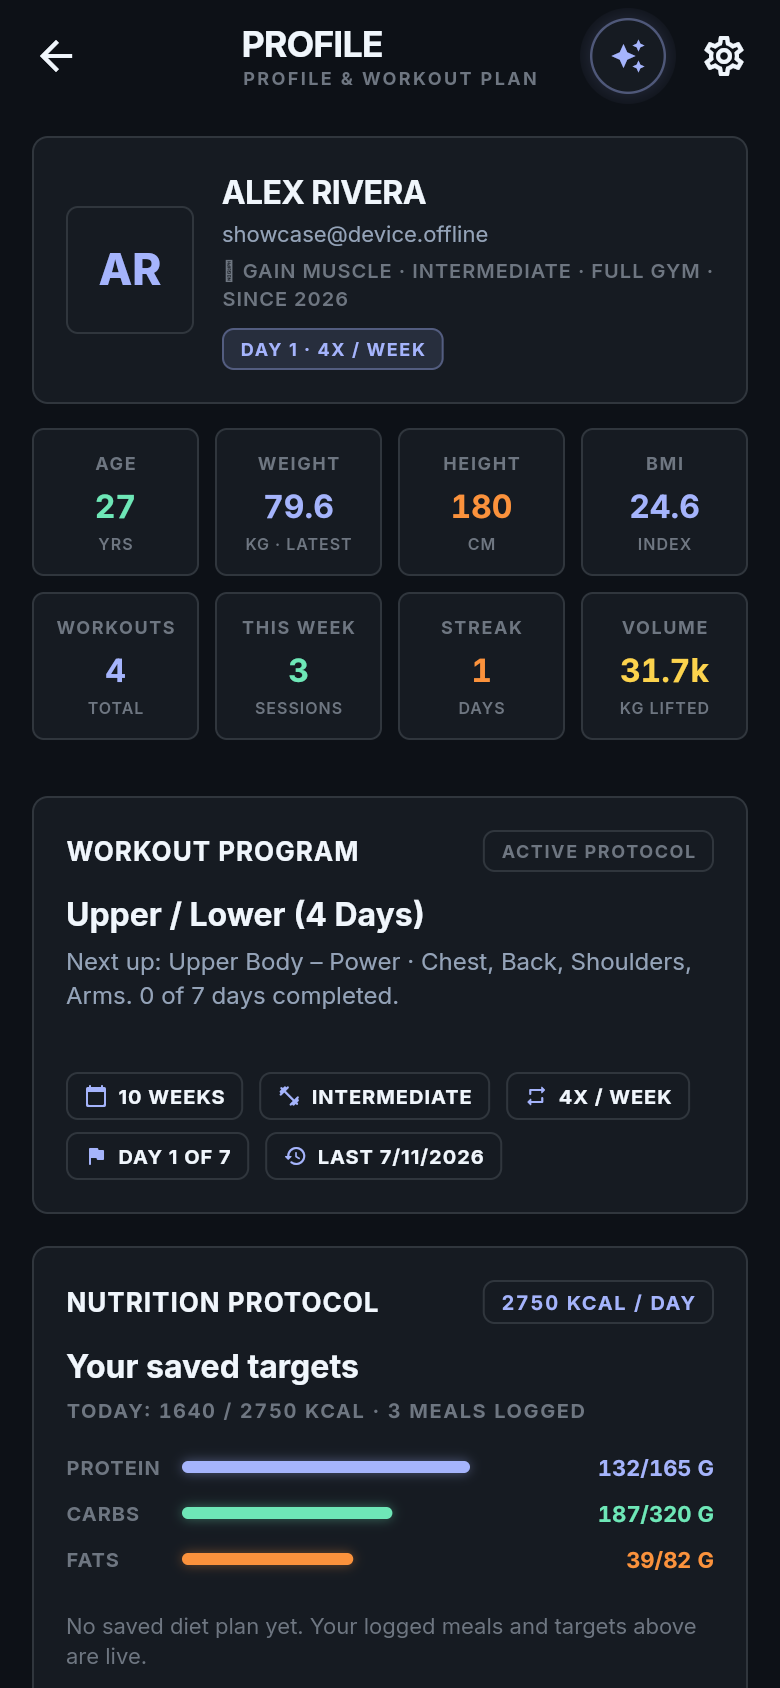 PROFILE
PROFILE & WORKOUT PLAN
AR
ALEX RIVERA
showcase@device.offline
GAIN MUSCLE · INTERMEDIATE · FULL GYM ·
SINCE 2026
DAY 1 · 4X / WEEK
AGE
27
YRS
WEIGHT
79.6
KG · LATEST
HEIGHT
180
CM
BMI
24.6
INDEX
WORKOUTS
4
TOTAL
THIS WEEK
3
SESSIONS
STREAK
1
DAYS
VOLUME
31.7k
KG LIFTED
WORKOUT PROGRAM
ACTIVE PROTOCOL
Upper / Lower (4 Days)
Next up: Upper Body – Power · Chest, Back, Shoulders,
Arms. 0 of 7 days completed.
10 WEEKS
INTERMEDIATE
4X / WEEK
DAY 1 OF 7
LAST 7/11/2026
NUTRITION PROTOCOL
2750 KCAL / DAY
Your saved targets
TODAY: 1640 / 2750 KCAL · 3 MEALS LOGGED
PROTEIN 132/165 G
CARBS 187/320 G
FATS 39/82 G
No saved diet plan yet. Your logged meals and targets above
are live.